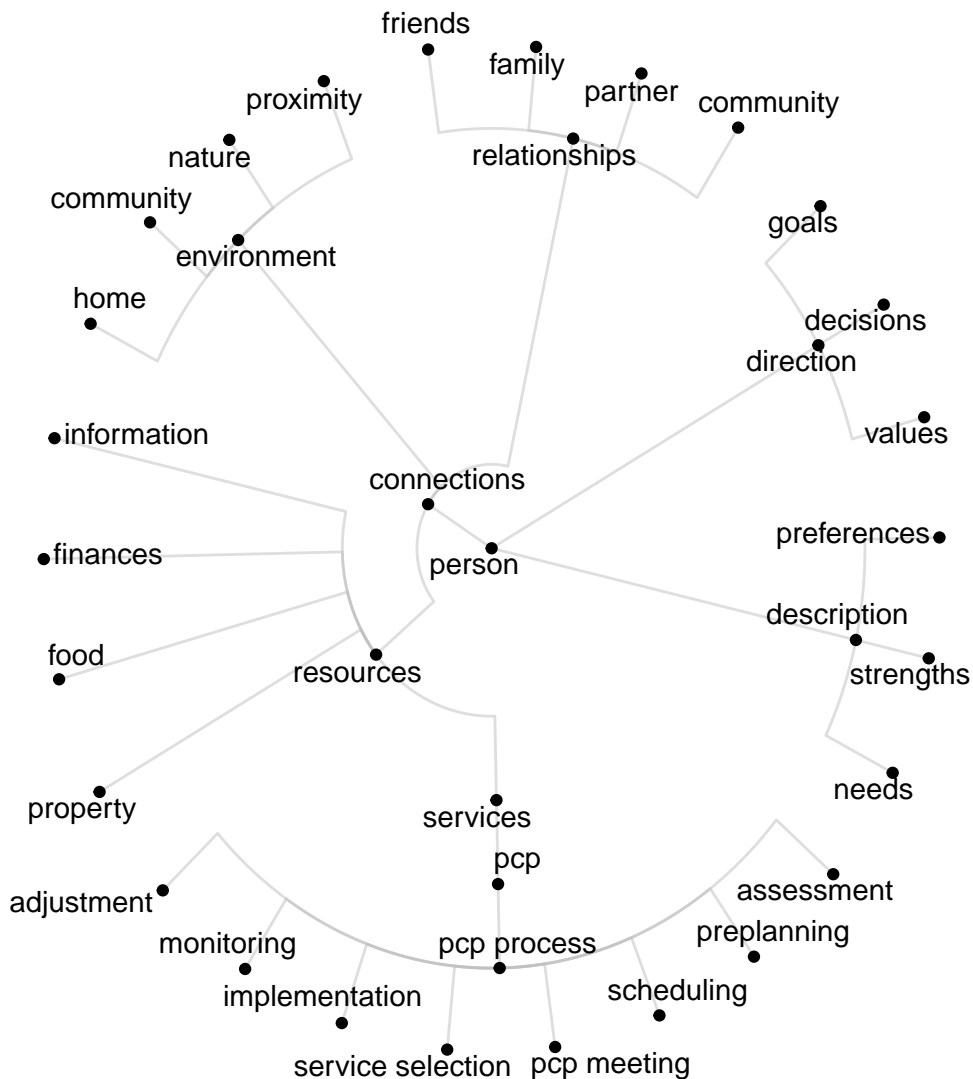 friends
family
partner
proximity
community
nature
relationships
community
goals
environment
home
decisions
direction
information
values
connections
preferences
finances
person
description
food
resources
strengths
needs
property
services
pcp
assessment
adjustment
preplanning
monitoring
pcp process
scheduling
implementation
service selection
pcp meeting